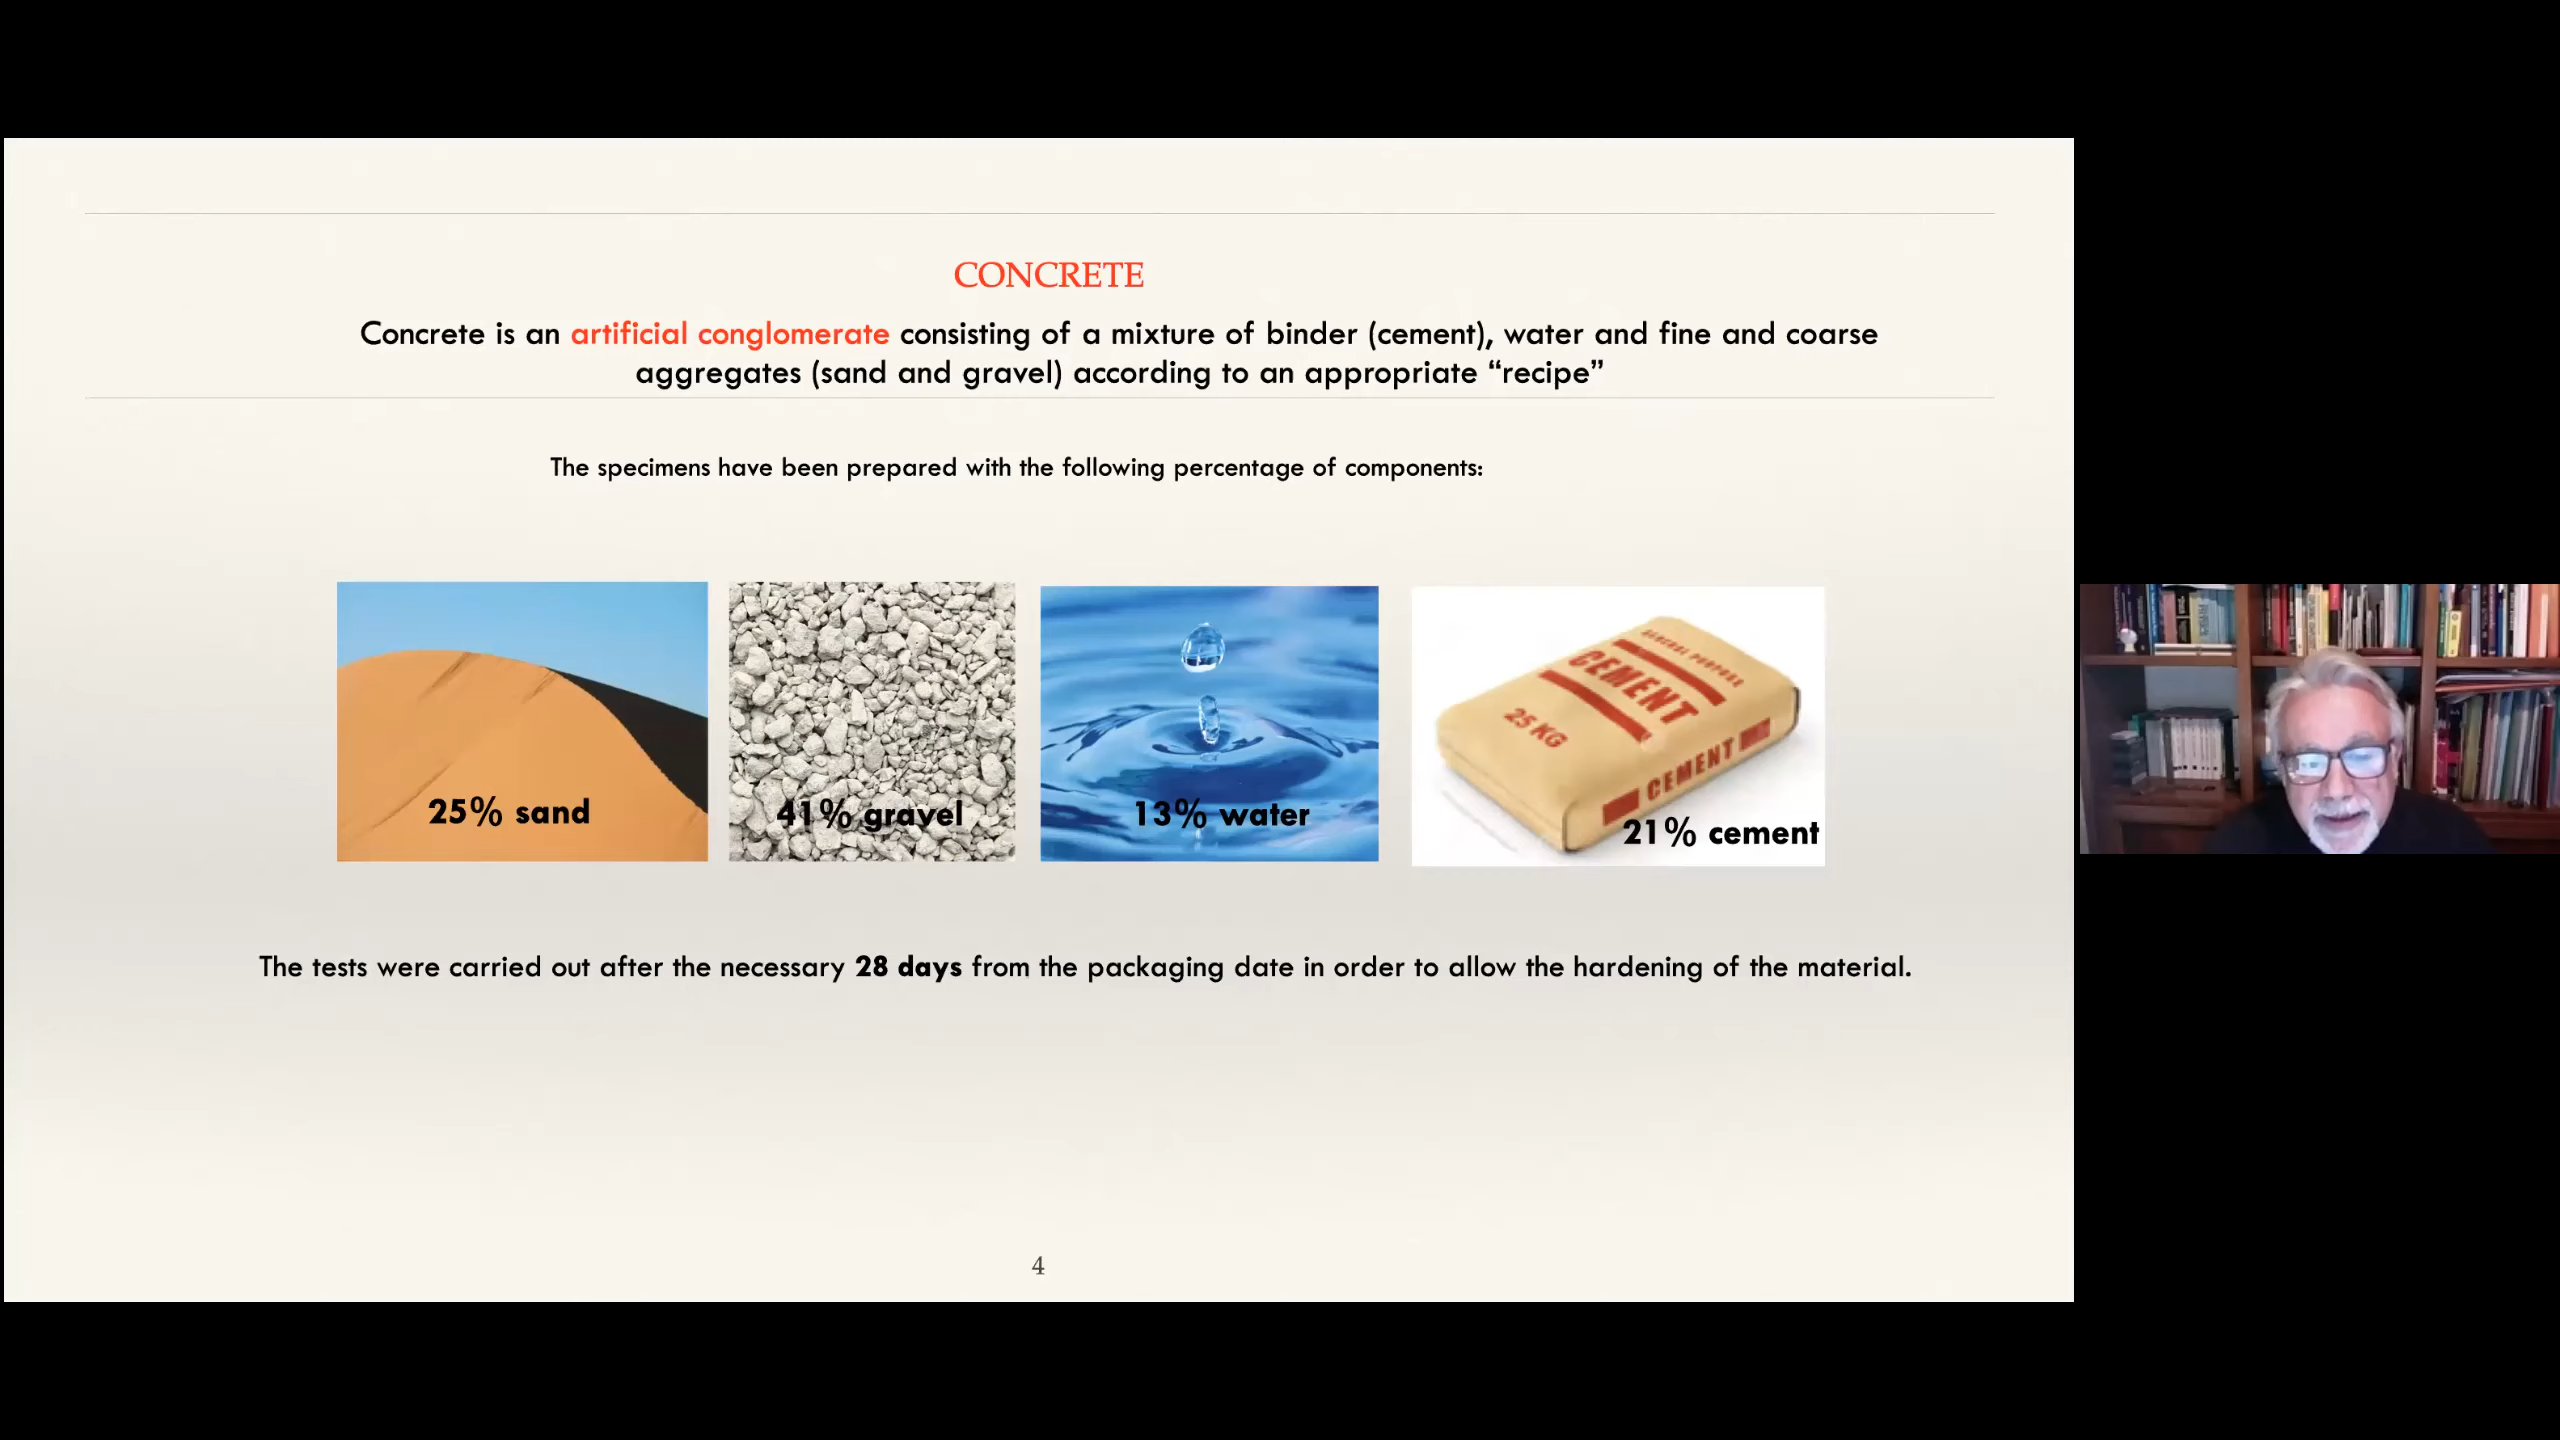 CONCRETE
Concrete is an artificial conglomerate consisting of a mixture of binder (cement), water and fine and coarse
aggregates (sand and gravel) according to an appropriate “recipe”
The specimens have been prepared with the following percentage of components:
GENERAL PURPOSE
CEMENT
25 KG
CEMENT
25% sand
41% gravel
13% water
21% cement
The tests were carried out after the necessary 28 days from the packaging date in order to allow the hardening of the material.
4